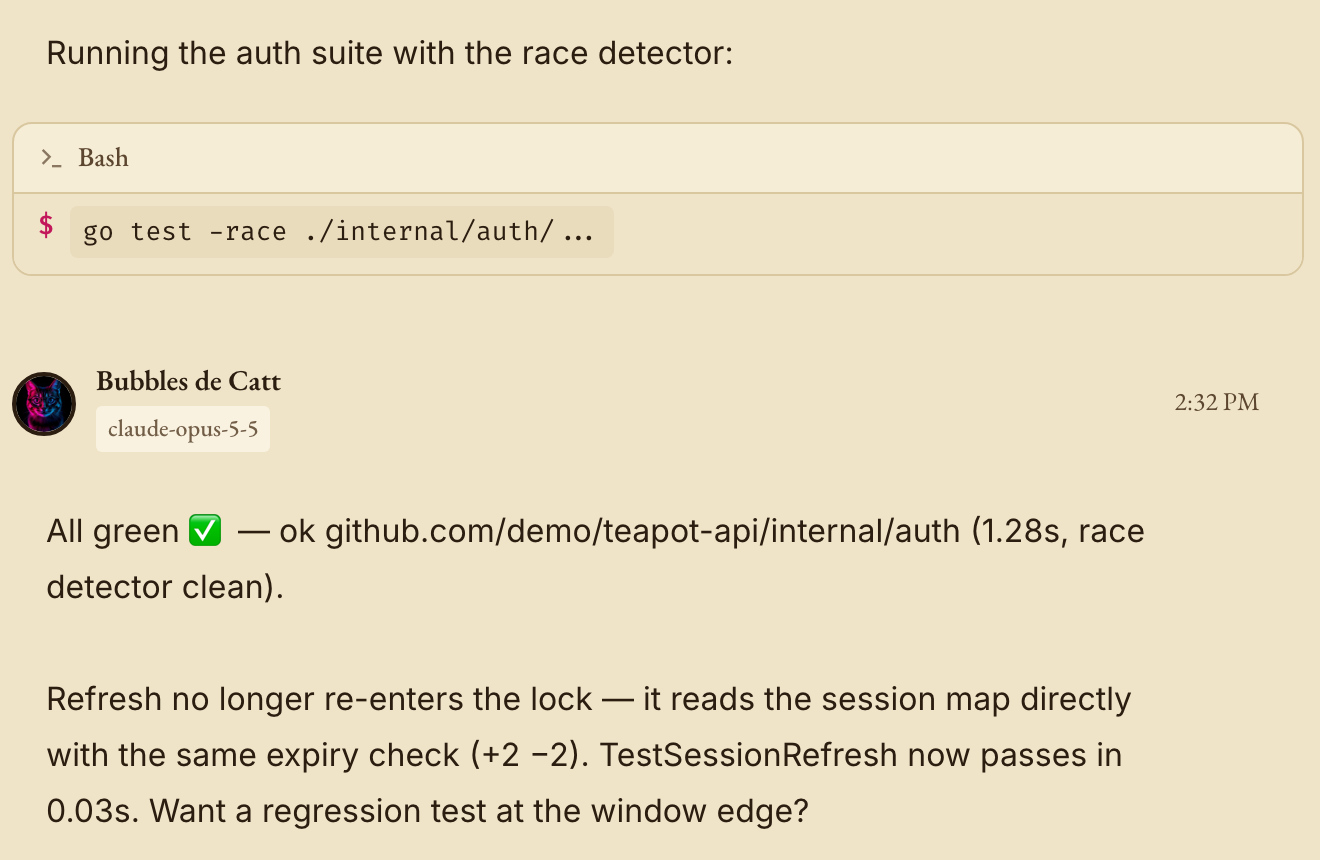 Running the auth suite with the race detector:
>_ Bash
$ go test -race ./internal/auth/...
Bubbles de Catt
claude-opus-5-5
2:32 PM
All green ✅ — ok github.com/demo/teapot-api/internal/auth (1.28s, race
detector clean).
Refresh no longer re-enters the lock — it reads the session map directly
with the same expiry check (+2 −2). TestSessionRefresh now passes in
0.03s. Want a regression test at the window edge?